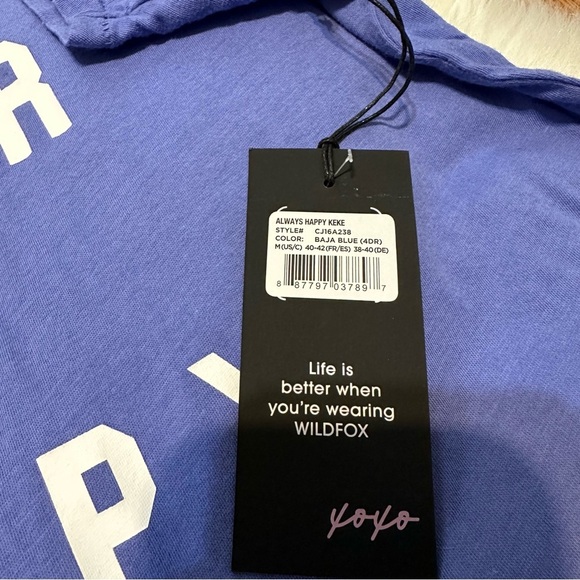 R
ALWAYS HAPPY KEKE
STYLE# CJ16A238
COLOR: BAJA BLUE (4DR)
M(US/C) 40-42(FR/ES) 38-40(DE)
8 87797 03789 7
Life is
better when
you're wearing
WILDFOX
xoxo
P